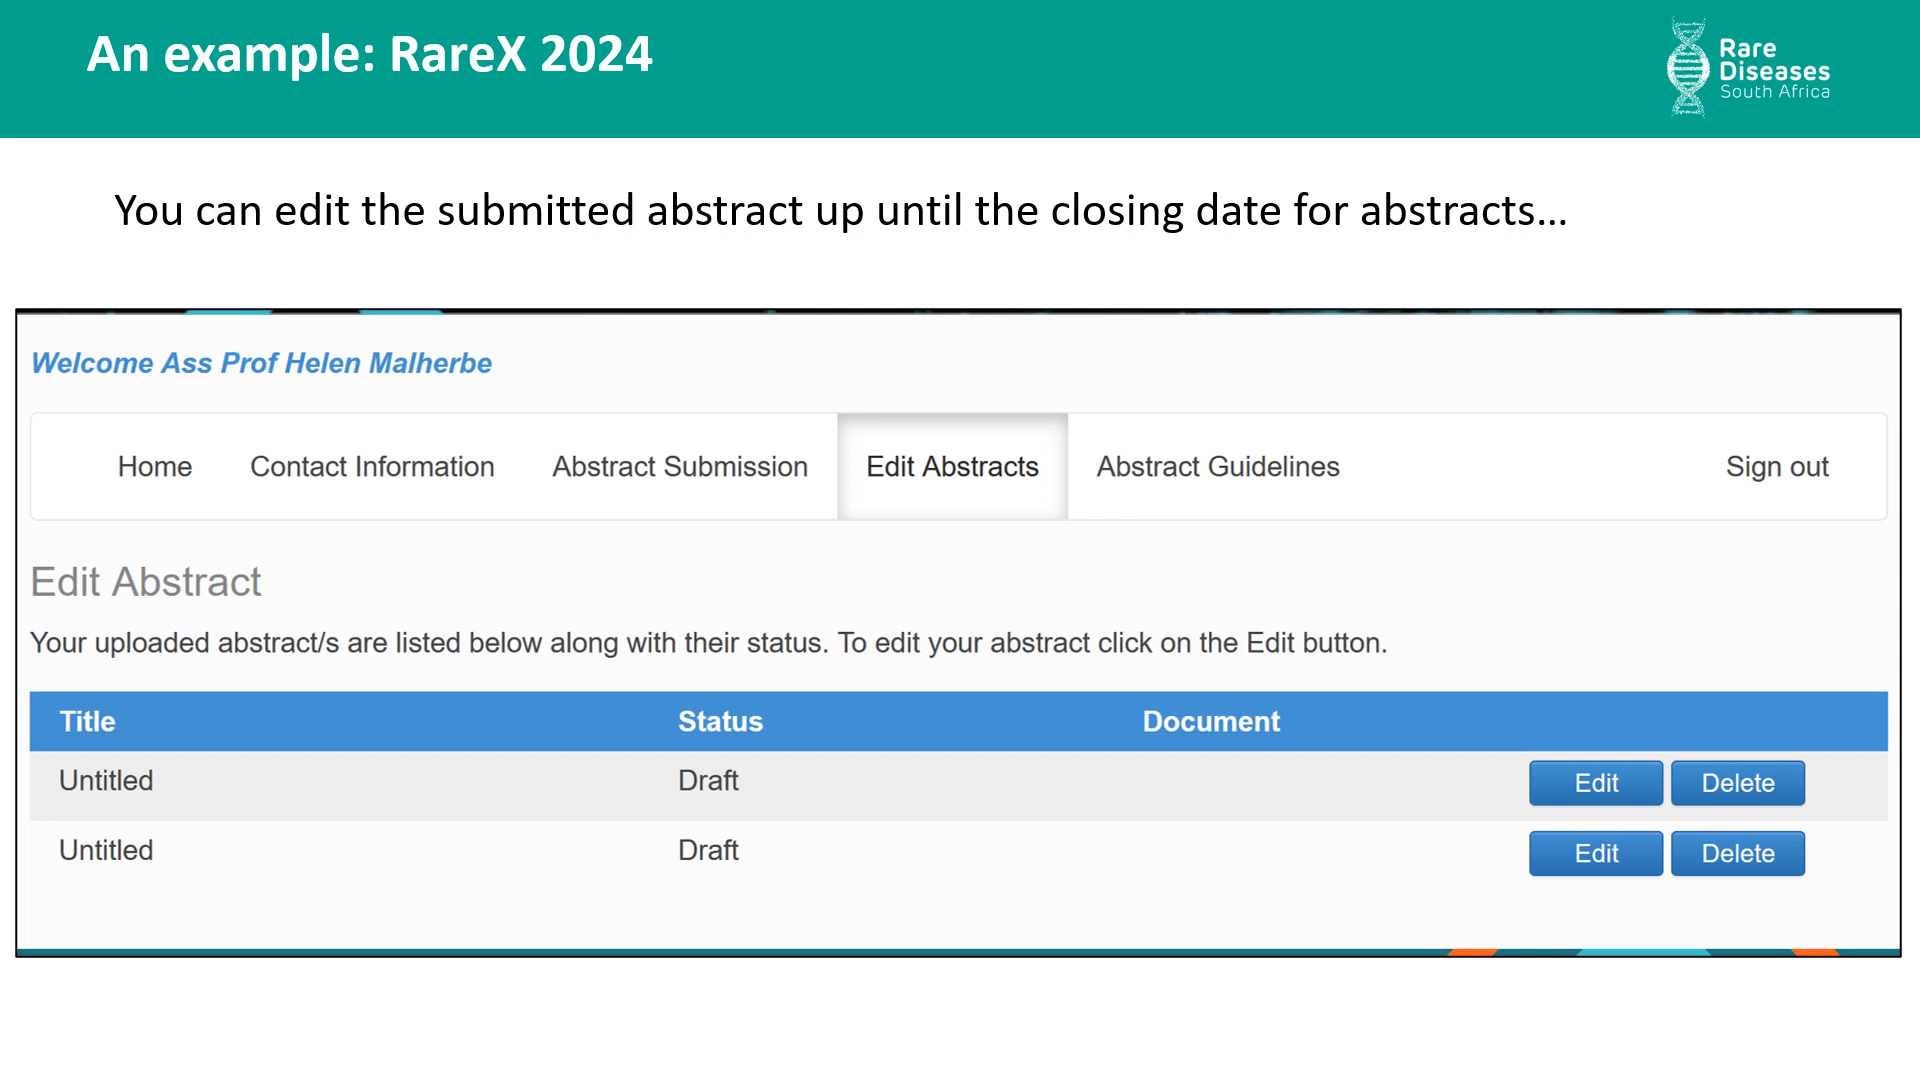 An example: RareX 2024
Rare
Diseases
South Africa
You can edit the submitted abstract up until the closing date for abstracts…
Welcome Ass Prof Helen Malherbe
Home Contact Information Abstract Submission Edit Abstracts Abstract Guidelines Sign out
Edit Abstract
Your uploaded abstract/s are listed below along with their status. To edit your abstract click on the Edit button.
Title Status Document
Untitled Draft Edit Delete
Untitled Draft Edit Delete